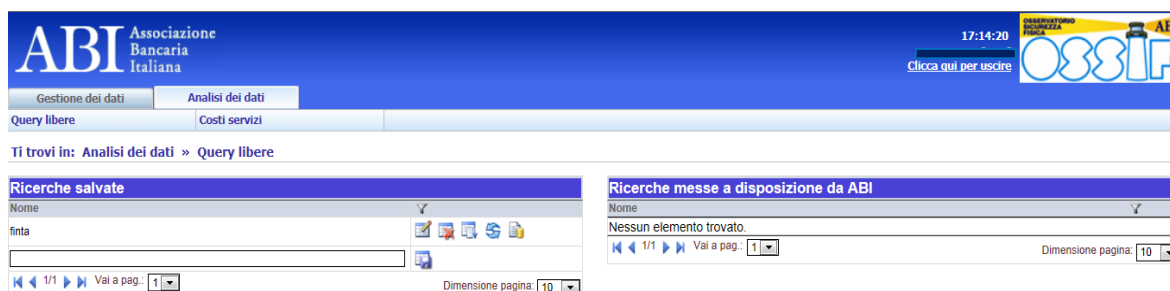 ABI Associazione
Bancaria
Italiana
17:14:20
Clicca qui per uscire
OSSERVATORIO
SICUREZZA
FISICA
AB
OSSIF
Gestione dei dati
Analisi dei dati
Query libere
Costi servizi
Ti trovi in: Analisi dei dati » Query libere
Ricerche salvate
Nome
finta
1/1 Vai a pag.: 1
Dimensione pagina: 10
Ricerche messe a disposizione da ABI
Nome
Nessun elemento trovato.
1/1 Vai a pag.: 1
Dimensione pagina: 10